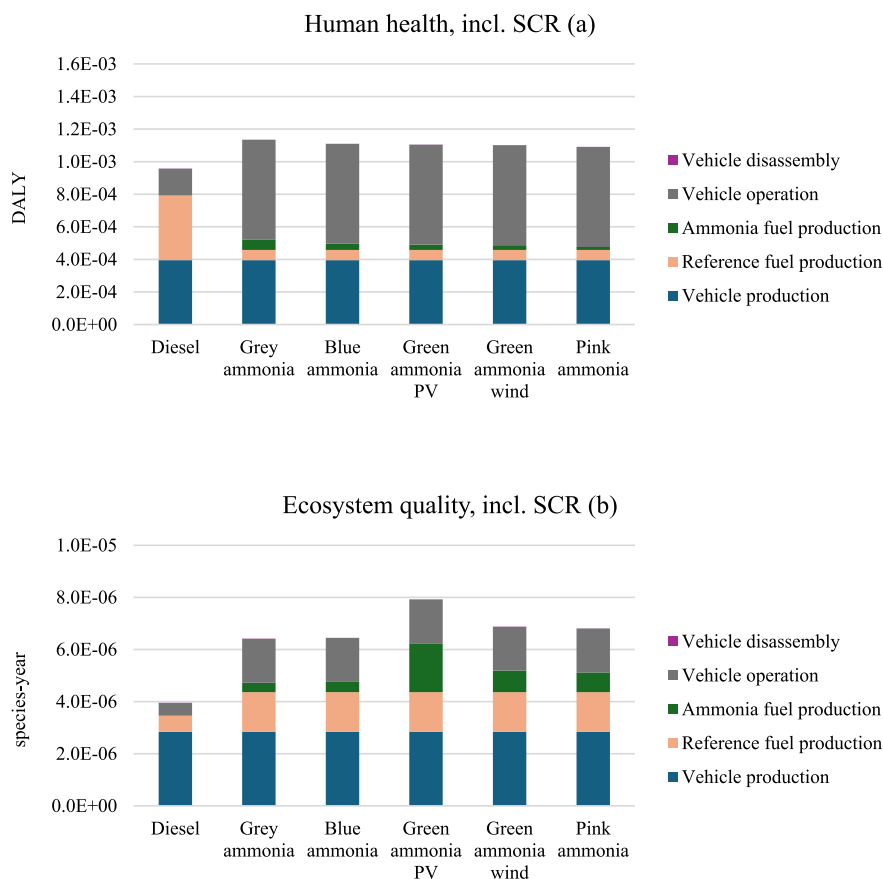 Human health, incl. SCR (a)
1.6E-03
1.4E-03
1.2E-03
1.0E-03
8.0E-04
6.0E-04
4.0E-04
2.0E-04
0.0E+00
DALY
Diesel
Grey
ammonia
Blue
ammonia
Green
ammonia
PV
Green
ammonia
wind
Pink
ammonia
Vehicle disassembly
Vehicle operation
Ammonia fuel production
Reference fuel production
Vehicle production
Ecosystem quality, incl. SCR (b)
1.0E-05
8.0E-06
6.0E-06
4.0E-06
2.0E-06
0.0E+00
species-year
Diesel
Grey
ammonia
Blue
ammonia
Green
ammonia
PV
Green
ammonia
wind
Pink
ammonia
Vehicle disassembly
Vehicle operation
Ammonia fuel production
Reference fuel production
Vehicle production